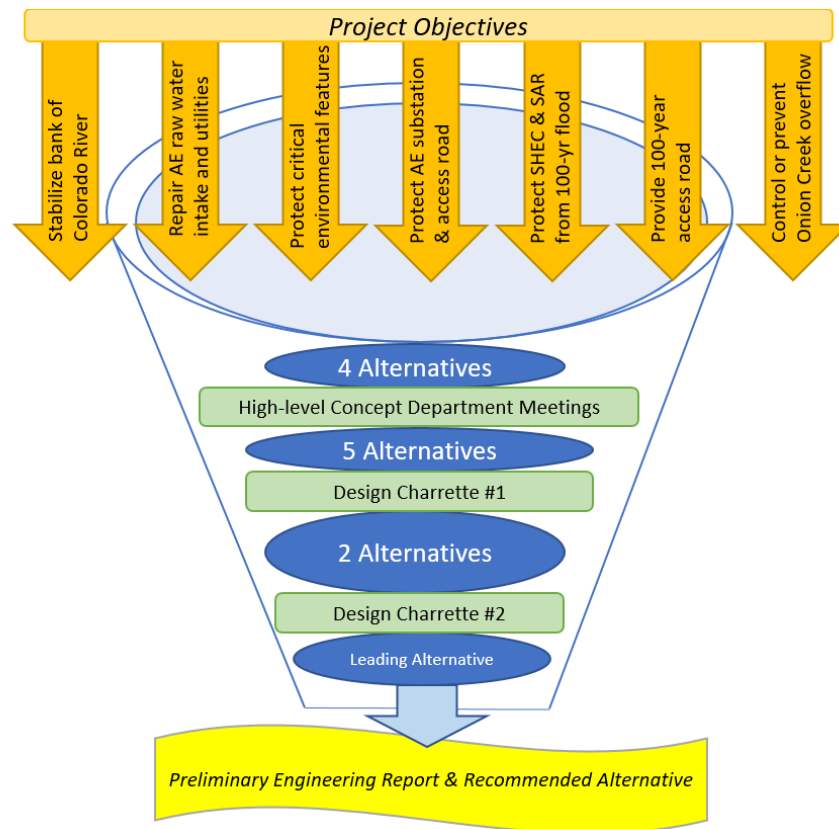 Project Objectives
Stabilize bank of
Colorado River
Repair AE raw water
intake and utilities
Protect critical
environmental features
Protect AE substation
& access road
Protect SHEC & SAR
from 100-yr flood
Provide 100-year
access road
Control or prevent
Onion Creek overflow
4 Alternatives
High-level Concept Department Meetings
5 Alternatives
Design Charrette #1
2 Alternatives
Design Charrette #2
Leading Alternative
Preliminary Engineering Report & Recommended Alternative